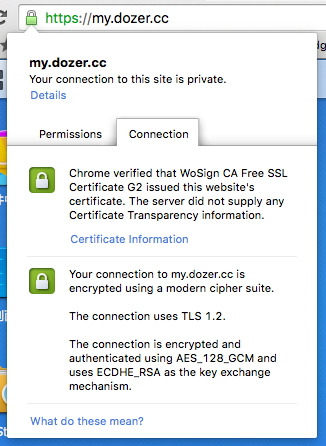 https://my.dozer.cc
my.dozer.cc
Your connection to this site is private.
Details
Permissions
Connection
Chrome verified that WoSign CA Free SSL
Certificate G2 issued this website's
certificate. The server did not supply any
Certificate Transparency information.
Certificate Information
Your connection to my.dozer.cc is
encrypted using a modern cipher suite.
The connection uses TLS 1.2.
The connection is encrypted and
authenticated using AES_128_GCM and
uses ECDHE_RSA as the key exchange
mechanism.
What do these mean?